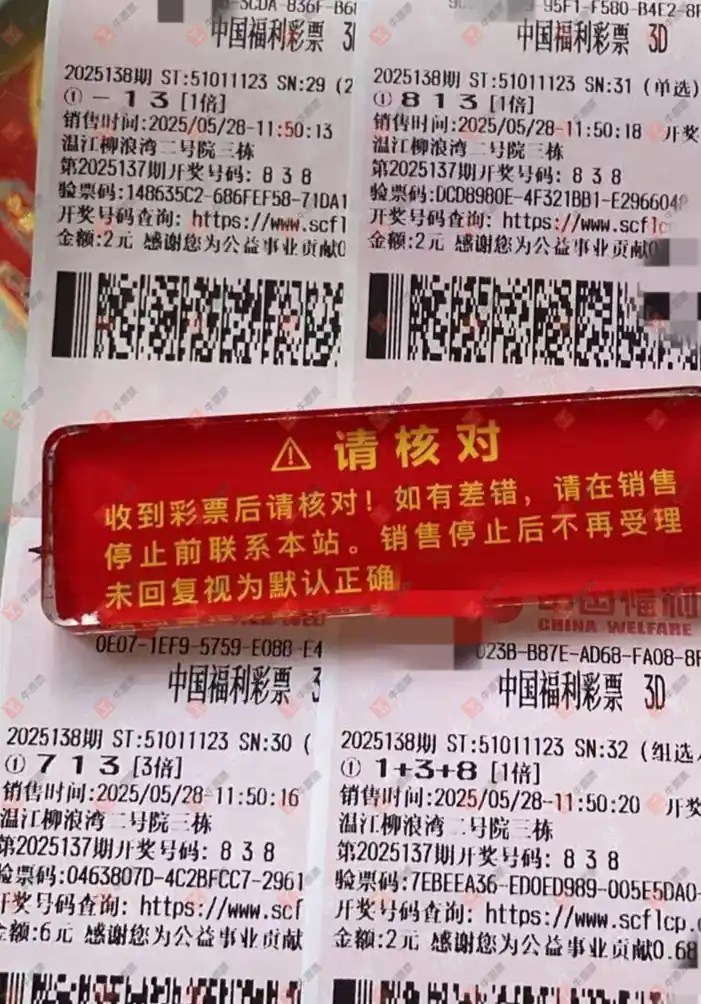 3CDA-836F-B6
中国福利彩票 3
2025138期 ST:51011123 SN:29 (2
① — 1 3 [1倍]
销售时间:2025/05/28-11:50:13
温江柳浪湾二号院三栋
第2025137期开奖号码: 8 3 8
验票码:148635C2-686FEF58-71DA1
开奖号码查询: https://www.scfl
金额:2元 感谢您为公益事业贡献0
95F1-F580-B4E2-8F
中国福利彩票 3D
2025138期 ST:51011123 SN:31 (单选)
① 8 1 3 [1倍]
销售时间:2025/05/28-11:50:18 开奖
温江柳浪湾二号院三栋
第2025137期开奖号码: 8 3 8
验票码:DCD8980E-4F321BB1-E296604
开奖号码查询: https://www.scflc
金额:2元 感谢您为公益事业贡献0
请核对
收到彩票后请核对！如有差错，请在销售
停止前联系本站。销售停止后不再受理
未回复视为默认正确
0E07-1EF9-5759-E088-E4
中国福利彩票 3
2025138期 ST:51011123 SN:30 (
① 7 1 3 [3倍]
销售时间:2025/05/28-11:50:16
温江柳浪湾二号院三栋
第2025137期开奖号码: 8 3 8
验票码:0463807D-4C2BFCC7-2961
开奖号码查询: https://www.scf
金额:6元 感谢您为公益事业贡献
中国福利
CHINA WELFARE
023B-B87E-AD68-FA08-8F
中国福利彩票 3D
2025138期 ST:51011123 SN:32 (组选
① 1+3+8 [1倍]
销售时间:2025/05/28-11:50:20 开奖
温江柳浪湾二号院三栋
第2025137期开奖号码: 8 3 8
验票码:7EBEEA36-ED0ED989-005E5DA0-
开奖号码查询: https://www.scflcp.
金额:2元 感谢您为公益事业贡献0.68